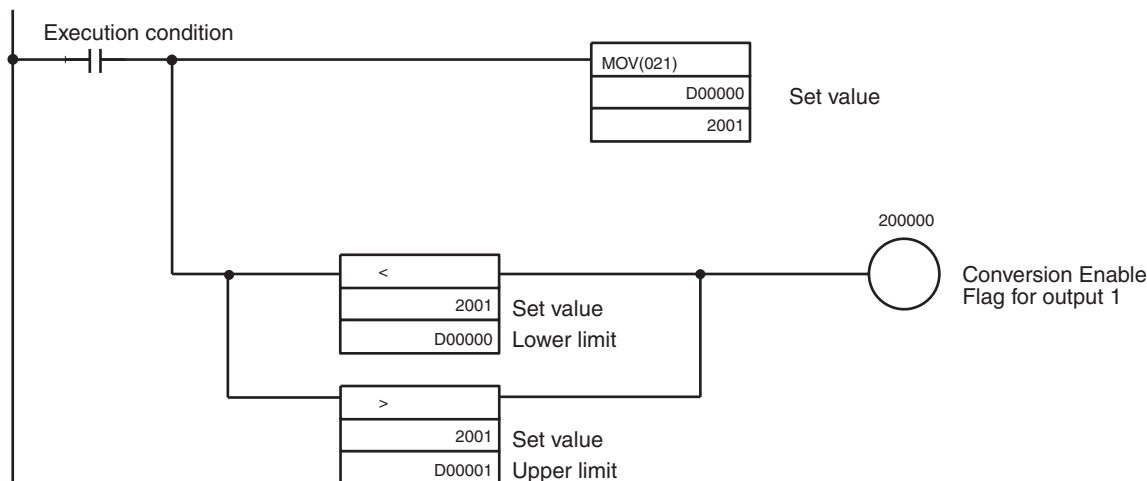 Execution condition
MOV(021)
D00000 Set value
2001
200000
<
2001 Set value
D00000 Lower limit
Conversion Enable
Flag for output 1
>
2001 Set value
D00001 Upper limit